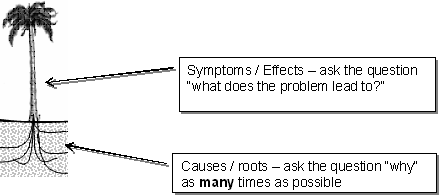 Symptoms / Effects – ask the question
“what does the problem lead to?”
Causes / roots – ask the question “why”
as many times as possible